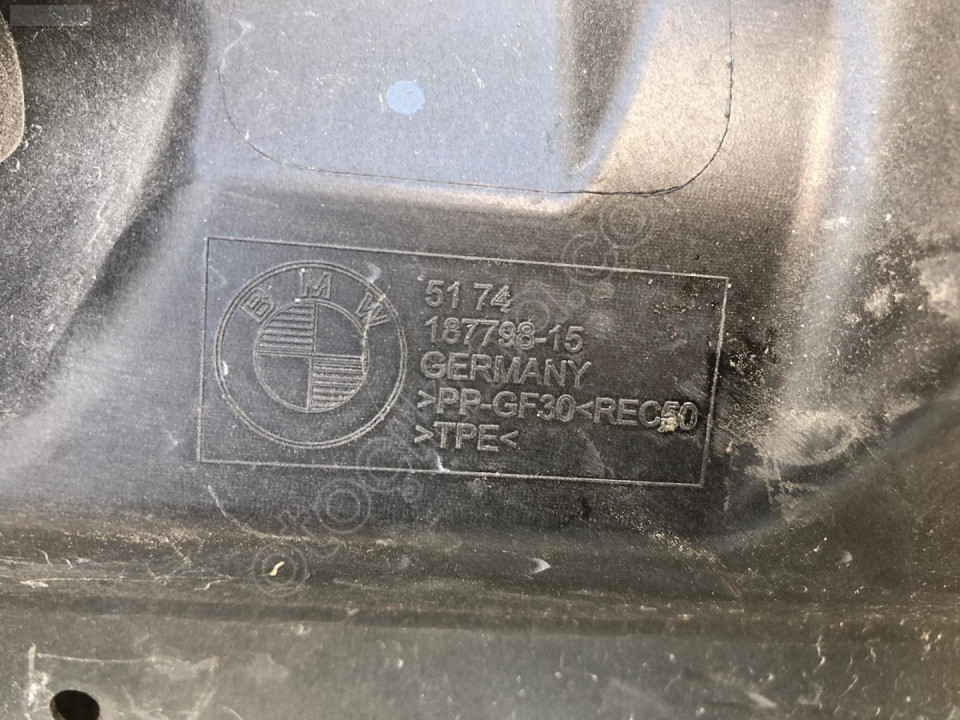 BMW
51 74
187798-15
GERMANY
>PP-GF30<REC50
>TPE<